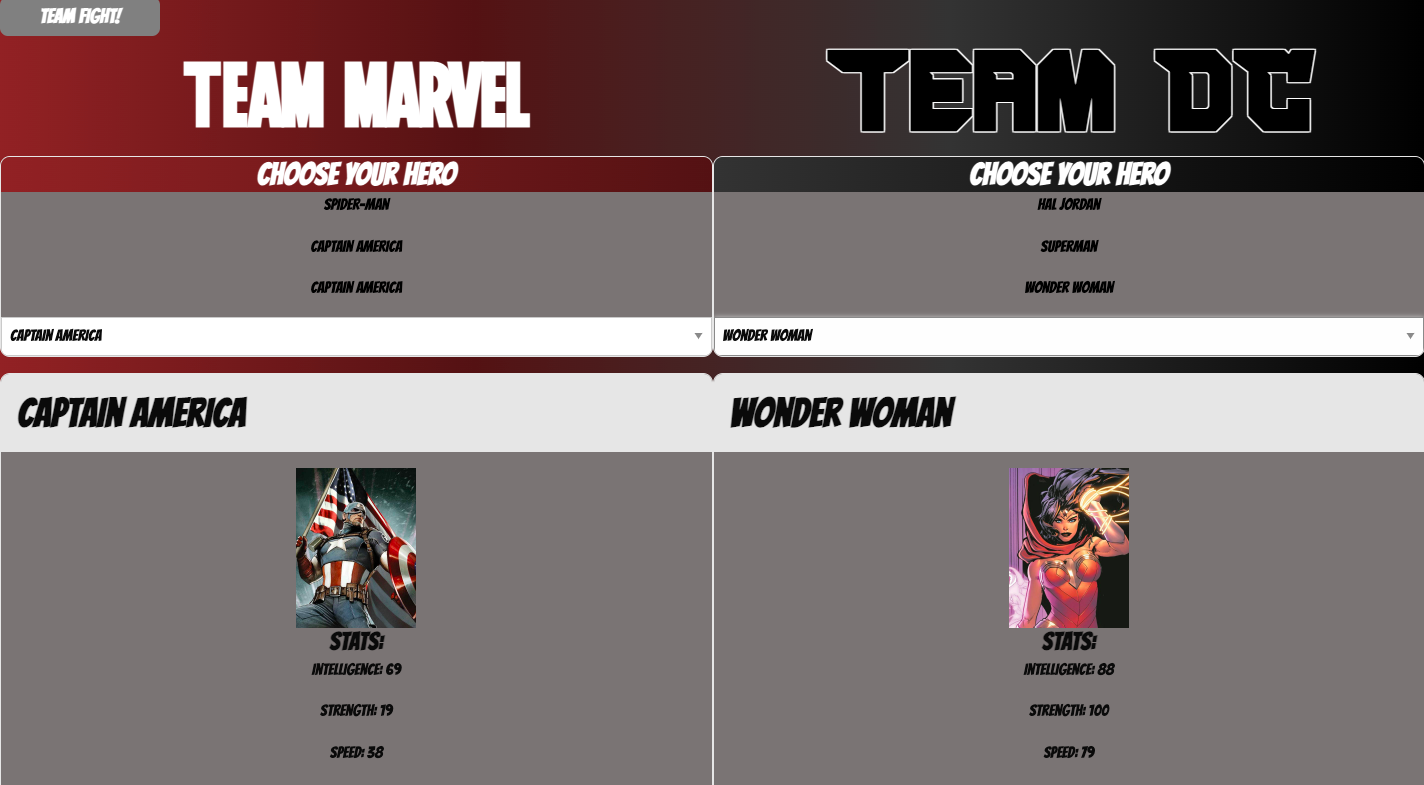 TEAM FIGHT!
TEAM MARVEL
CHOOSE YOUR HERO
SPIDER-MAN
CAPTAIN AMERICA
CAPTAIN AMERICA
CAPTAIN AMERICA
CAPTAIN AMERICA
STATS:
INTELLIGENCE: 69
STRENGTH: 19
SPEED: 38
TEAM DC
CHOOSE YOUR HERO
HAL JORDAN
SUPERMAN
WONDER WOMAN
WONDER WOMAN
WONDER WOMAN
STATS:
INTELLIGENCE: 88
STRENGTH: 100
SPEED: 79